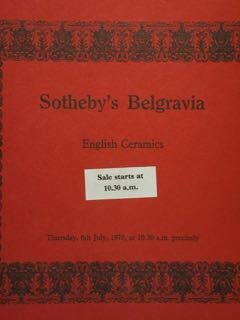 Sotheby's Belgravia
English Ceramics
Sale starts at
10.30 a.m.
Thursday, 6th July, 1978, at 10.30 a.m. precisely